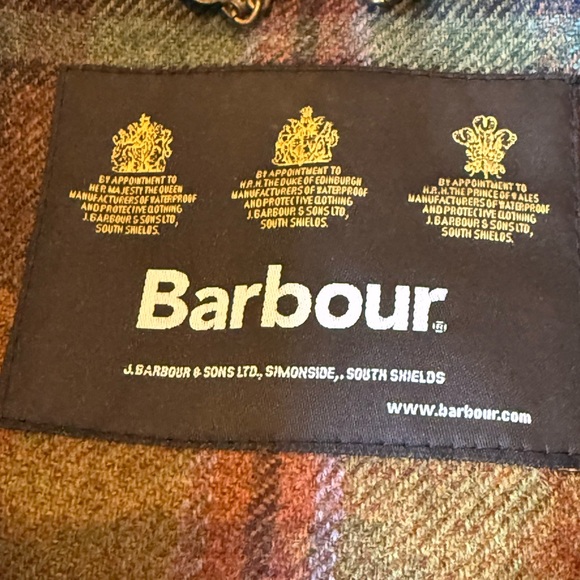 BY APPOINTMENT TO
HER MAJESTY THE QUEEN
MANUFACTURERS OF WATERPROOF
AND PROTECTIVE CLOTHING
J. BARBOUR & SONS LTD,
SOUTH SHIELDS.
BY APPOINTMENT TO
H.R.H. THE DUKE OF EDINBURGH
MANUFACTURERS OF WATERPROOF
AND PROTECTIVE CLOTHING
J. BARBOUR & SONS LTD,
SOUTH SHIELDS.
BY APPOINTMENT TO
H.R.H. THE PRINCE OF WALES
MANUFACTURERS OF WATERPROOF
AND PROTECTIVE CLOTHING
J. BARBOUR & SONS LTD,
SOUTH SHIELDS.
Barbour®
J. BARBOUR & SONS LTD., SIMONSIDE,. SOUTH SHIELDS
www.barbour.com